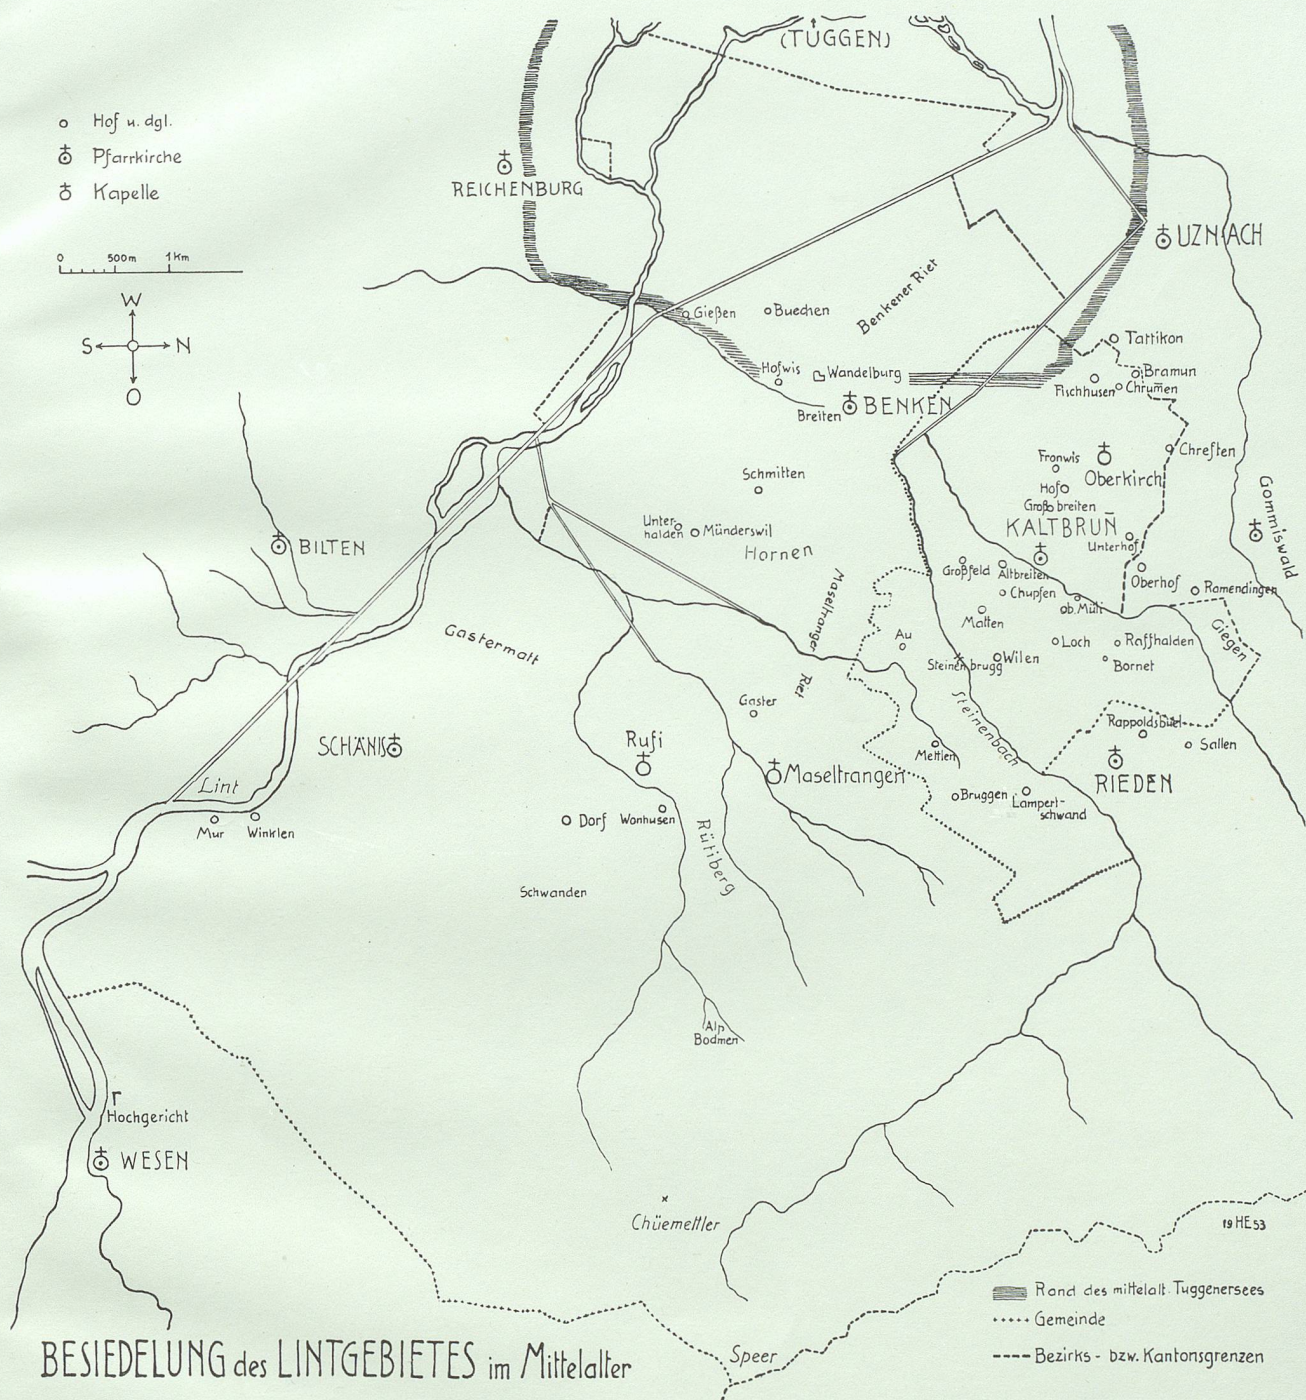 (TUGGEN)
Hof u. dgl.
Pfarrkirche
Kapelle
REICHENBURG
0 500m 1Km
W
S N
O
UZNACH
Gießen
Buechen
Benkener Riet
Tattikon
Hofwis
Wandelburg
Bramun
Fischhusen
Chrumen
Breiten
BENKEN
Chreften
Fronwis
Oberkirch
Schmitten
Hof
Großbreiten
Gommiswald
Unter-
halden
Münderswil
KALTBRUN̄
Hornen
Unterhof
BILTEN
Großfeld
Altbreiten
Oberhof
Ramendingen
Chupfen
ob. Müli
Matten
Maseltranger
Riet
Giegen
Gastermatt
Au
Loch
Raffhalden
Steinenbrugg
Wilen
Bornet
Gaster
Steinenbach
Rappoldsbüel
Sallen
SCHÄNIS
Rufi
Mettlen
Maseltrangen
RIEDEN
Lint
Bruggen
Lampert-
schwand
Mur
Winklen
Dorf
Wonhusen
Rütiberg
Schwanden
Alp
Bodmen
Hochgericht
WESEN
Chüemettler
19 HE 53
Rand des mittelalt. Tuggenersees
Gemeinde
Bezirks- bzw. Kantonsgrenzen
Speer
BESIEDELUNG des LINTGEBIETES im Mittelalter